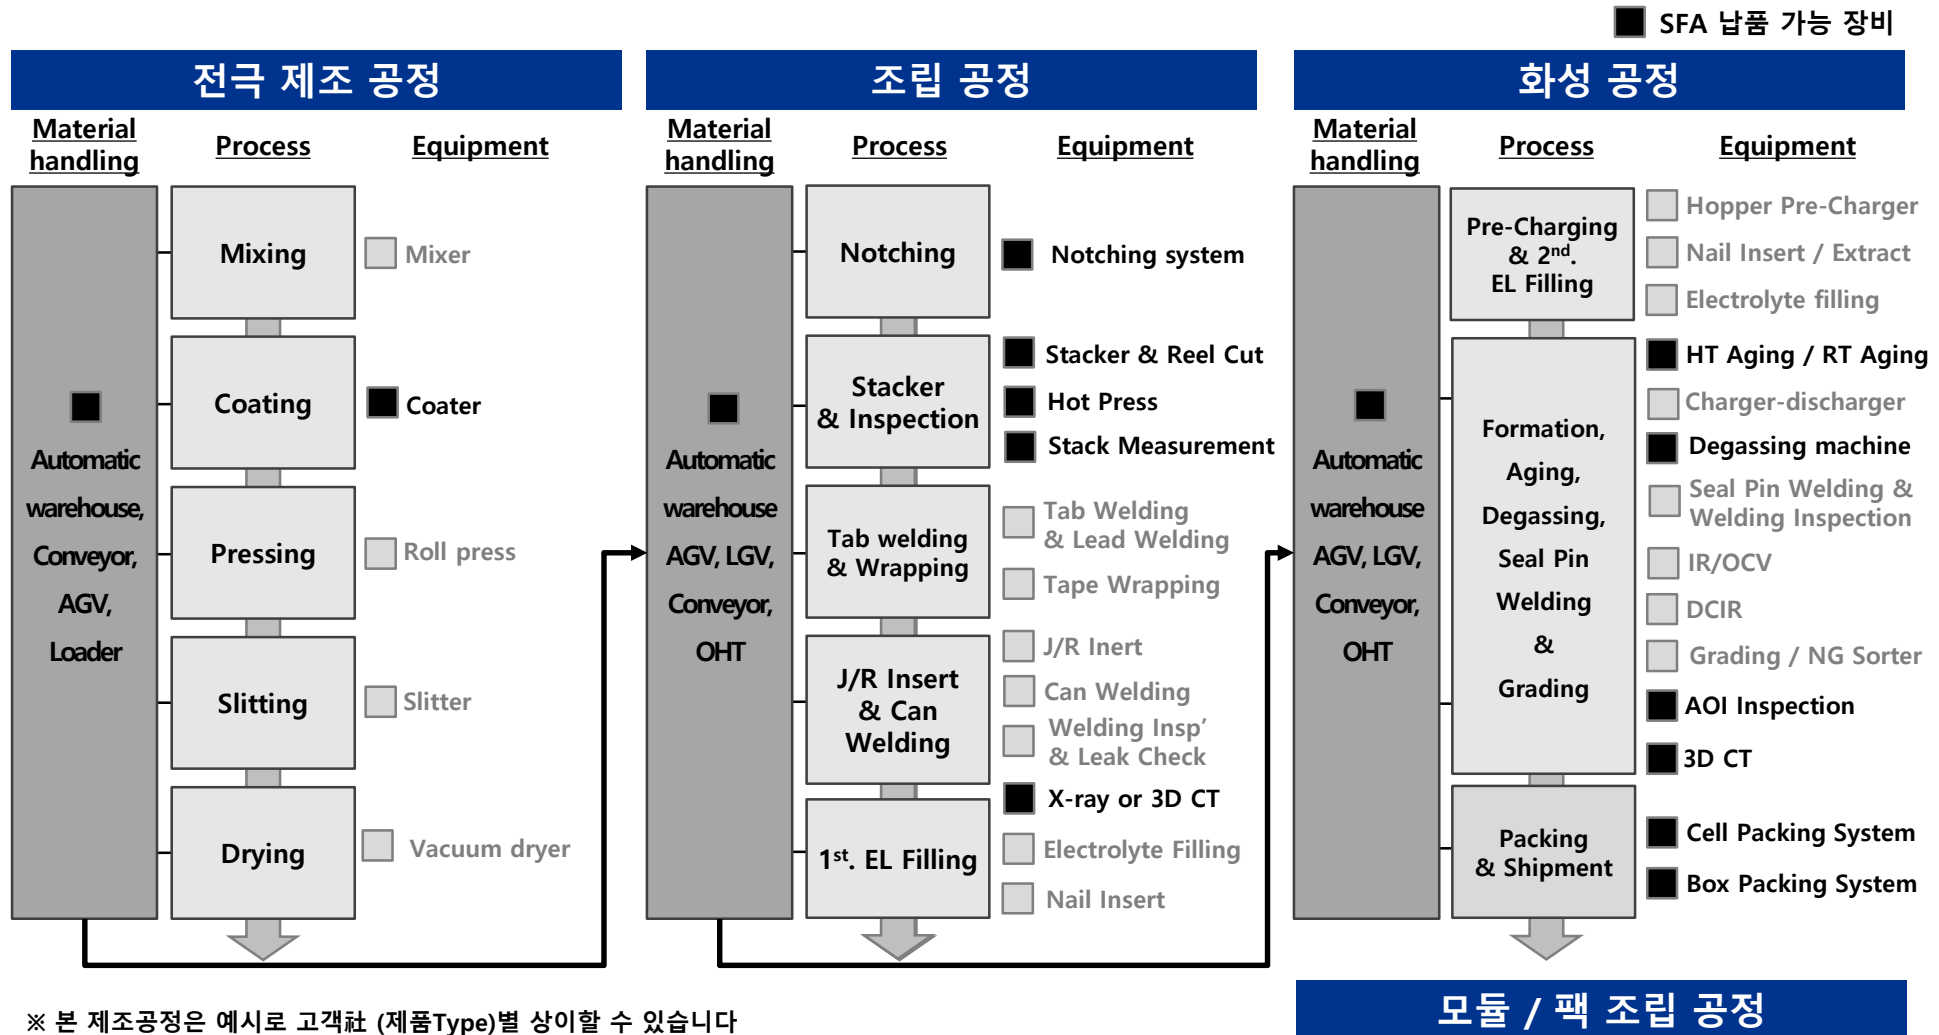 SFA 납품 가능 장비
전극 제조 공정
Material
handling
Process
Equipment
Automatic
warehouse,
Conveyor,
AGV,
Loader
Mixing
Mixer
Coating
Coater
Pressing
Roll press
Slitting
Slitter
Drying
Vacuum dryer
조립 공정
Material
handling
Process
Equipment
Automatic
warehouse
AGV, LGV,
Conveyor,
OHT
Notching
Notching system
Stacker
& Inspection
Stacker & Reel Cut
Hot Press
Stack Measurement
Tab welding
& Wrapping
Tab Welding
& Lead Welding
Tape Wrapping
J/R Insert
& Can
Welding
J/R Inert
Can Welding
Welding Insp’
& Leak Check
X-ray or 3D CT
1st. EL Filling
Electrolyte Filling
Nail Insert
화성 공정
Material
handling
Process
Equipment
Automatic
warehouse
AGV, LGV,
Conveyor,
OHT
Pre-Charging
& 2nd.
EL Filling
Hopper Pre-Charger
Nail Insert / Extract
Electrolyte filling
Formation,
Aging,
Degassing,
Seal Pin
Welding
&
Grading
HT Aging / RT Aging
Charger-discharger
Degassing machine
Seal Pin Welding &
Welding Inspection
IR/OCV
DCIR
Grading / NG Sorter
AOI Inspection
3D CT
Packing
& Shipment
Cell Packing System
Box Packing System
모듈 / 팩 조립 공정
※ 본 제조공정은 예시로 고객社 (제품Type)별 상이할 수 있습니다